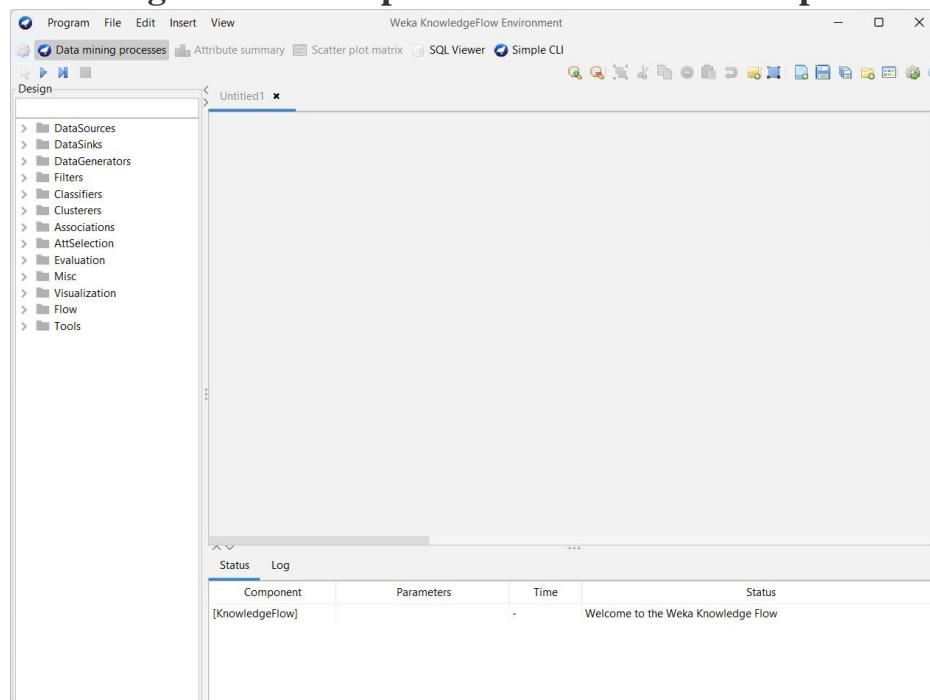 Program File Edit Insert View Weka KnowledgeFlow Environment
Data mining processes Attribute summary Scatter plot matrix SQL Viewer Simple CLI
Design
Untitled1
DataSources
DataSinks
DataGenerators
Filters
Classifiers
Clusterers
Associations
AttSelection
Evaluation
Misc
Visualization
Flow
Tools
Status Log
Component Parameters Time Status
[KnowledgeFlow] - Welcome to the Weka Knowledge Flow